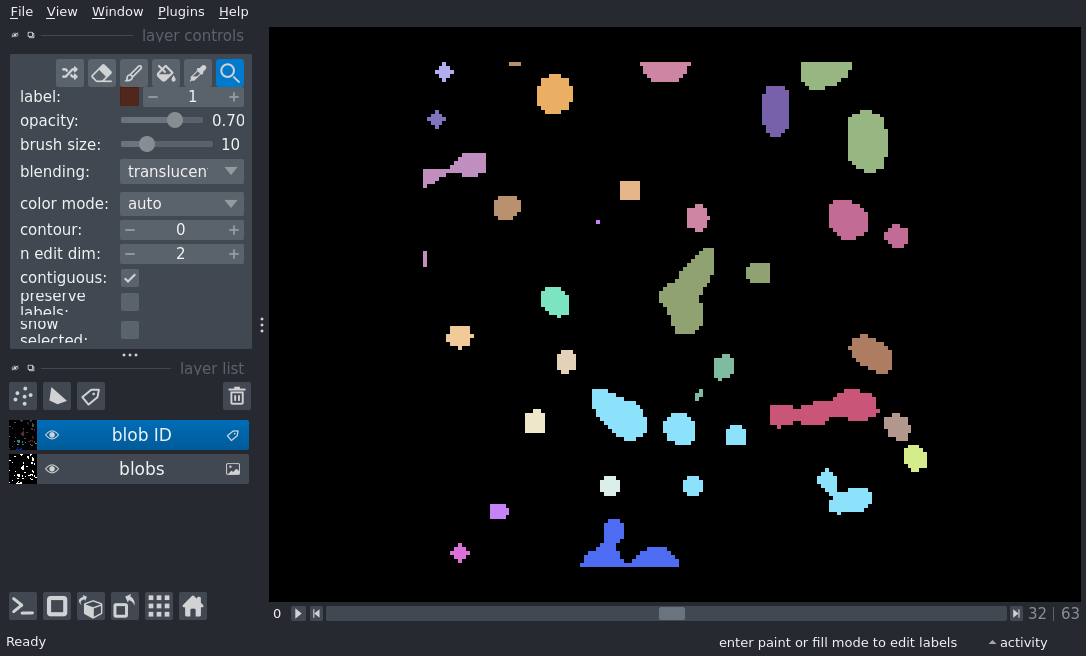 File View Window Plugins Help
layer controls
label: 1
opacity: 0.70
brush size: 10
blending: translucen
color mode: auto
contour: 0
n edit dim: 2
contiguous:
preserve
labels:
show
selected:
layer list
blob ID
blobs
0 32 63
Ready enter paint or fill mode to edit labels activity